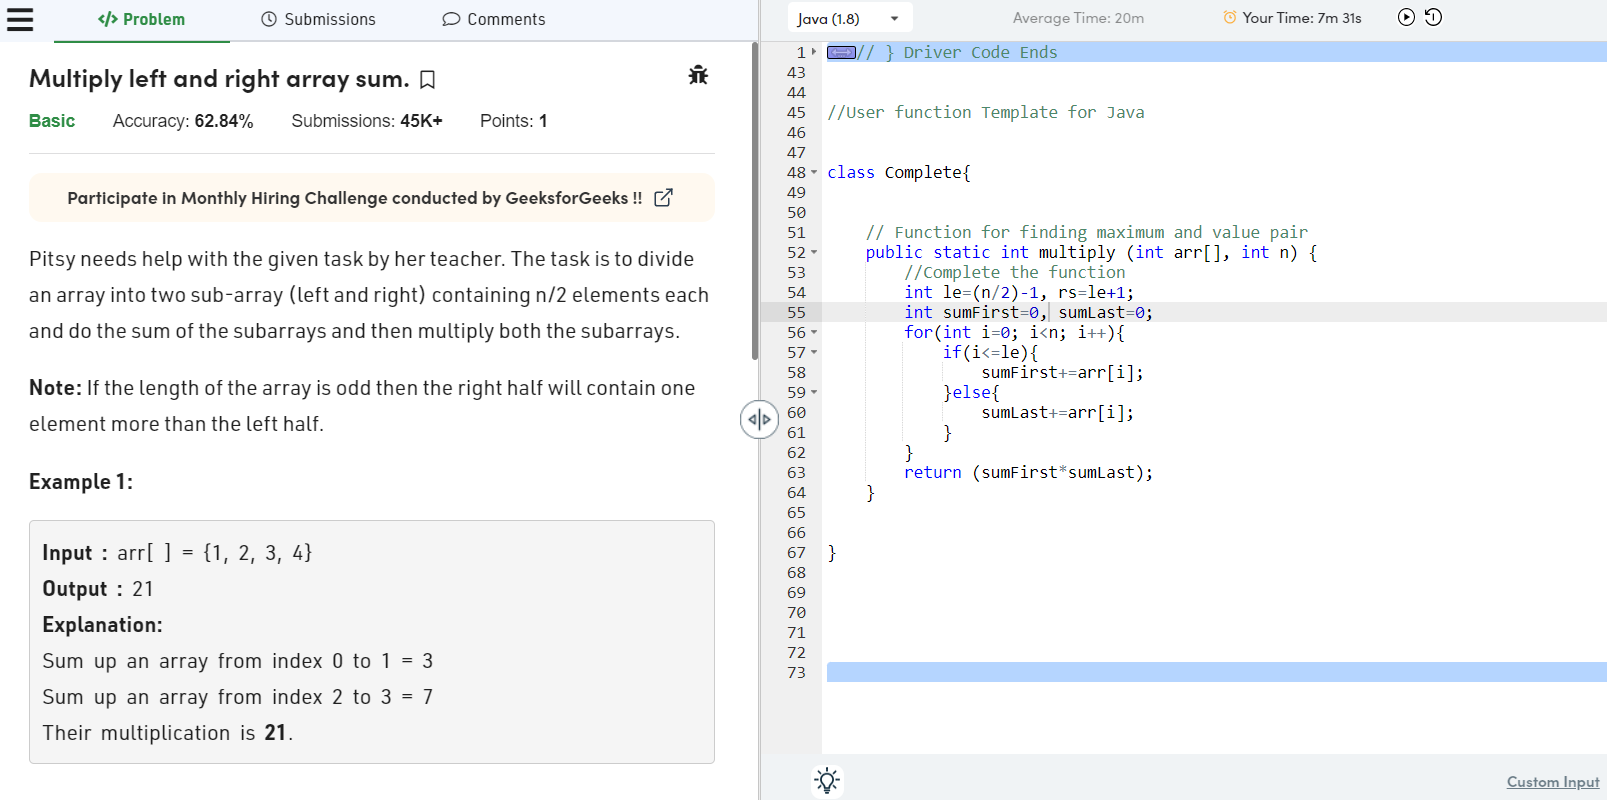 </> Problem
Submissions
Comments
Multiply left and right array sum.
Basic Accuracy: 62.84% Submissions: 45K+ Points: 1
Participate in Monthly Hiring Challenge conducted by GeeksforGeeks !!
Pitsy needs help with the given task by her teacher. The task is to divide
an array into two sub-array (left and right) containing n/2 elements each
and do the sum of the subarrays and then multiply both the subarrays.
Note: If the length of the array is odd then the right half will contain one
element more than the left half.
Example 1:
Input : arr[ ] = {1, 2, 3, 4}
Output : 21
Explanation:
Sum up an array from index 0 to 1 = 3
Sum up an array from index 2 to 3 = 7
Their multiplication is 21.
Java (1.8)
Average Time: 20m
Your Time: 7m 31s
1 // } Driver Code Ends
43
44
45 //User function Template for Java
46
47
48 class Complete{
49
50
51 // Function for finding maximum and value pair
52 public static int multiply (int arr[], int n) {
53 //Complete the function
54 int le=(n/2)-1, rs=le+1;
55 int sumFirst=0, sumLast=0;
56 for(int i=0; i<n; i++){
57 if(i<=le){
58 sumFirst+=arr[i];
59 }else{
60 sumLast+=arr[i];
61 }
62 }
63 return (sumFirst*sumLast);
64 }
65
66
67 }
68
69
70
71
72
73
Custom Input